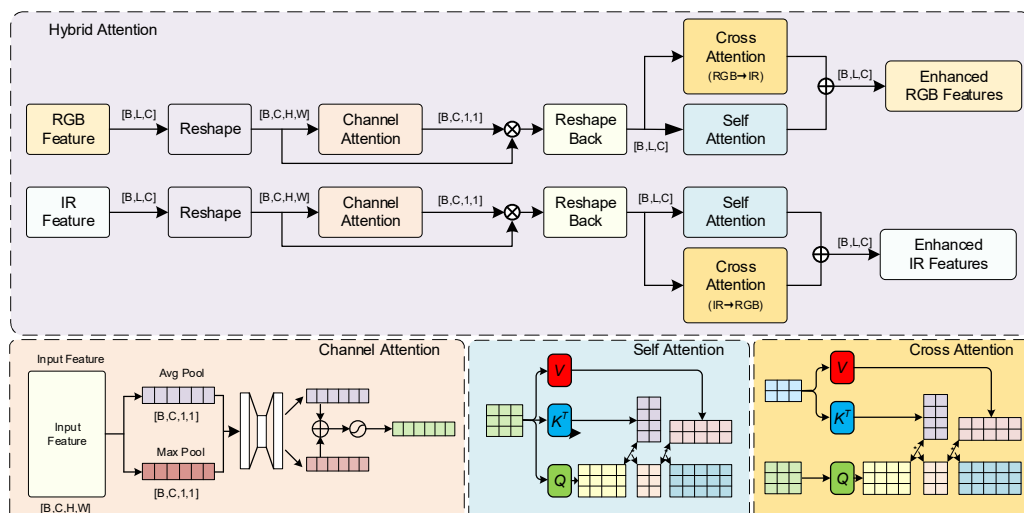 Hybrid Attention
RGB
Feature
[B,L,C]
Reshape
[B,C,H,W]
Channel
Attention
[B,C,1,1]
Reshape
Back
[B,L,C]
Cross
Attention
(RGB→IR)
Self
Attention
[B,L,C]
Enhanced
RGB Features
IR
Feature
[B,L,C]
Reshape
[B,C,H,W]
Channel
Attention
[B,C,1,1]
Reshape
Back
[B,L,C]
Self
Attention
Cross
Attention
(IR→RGB)
[B,L,C]
Enhanced
IR Features
Channel Attention
Input Feature
Input
Feature
[B,C,H,W]
Avg Pool
[B,C,1,1]
Max Pool
[B,C,1,1]
Self Attention
V
K^T
Q
Cross Attention
V
K^T
Q